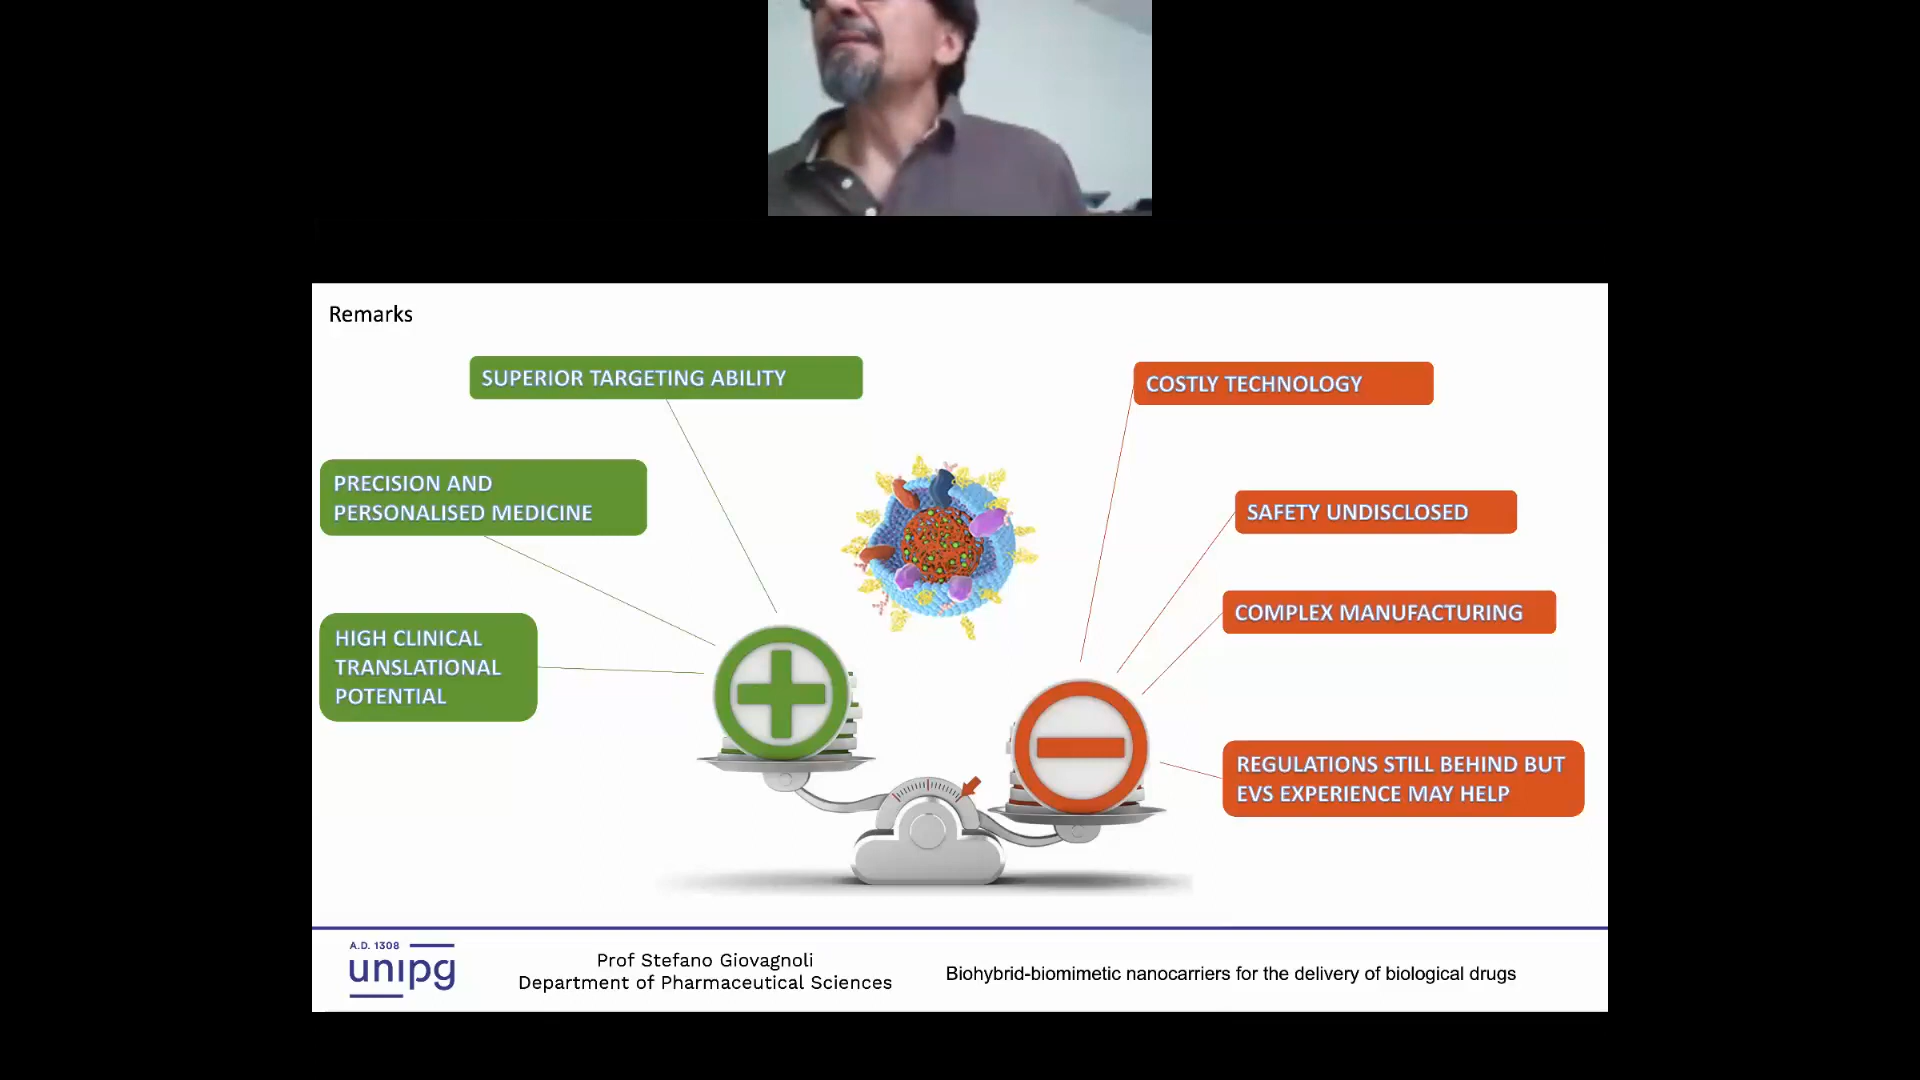 Remarks
SUPERIOR TARGETING ABILITY
COSTLY TECHNOLOGY
PRECISION AND
PERSONALISED MEDICINE
SAFETY UNDISCLOSED
COMPLEX MANUFACTURING
HIGH CLINICAL
TRANSLATIONAL
POTENTIAL
REGULATIONS STILL BEHIND BUT
EVS EXPERIENCE MAY HELP
A.D. 1308
unipg
Prof Stefano Giovagnoli
Department of Pharmaceutical Sciences
Biohybrid-biomimetic nanocarriers for the delivery of biological drugs